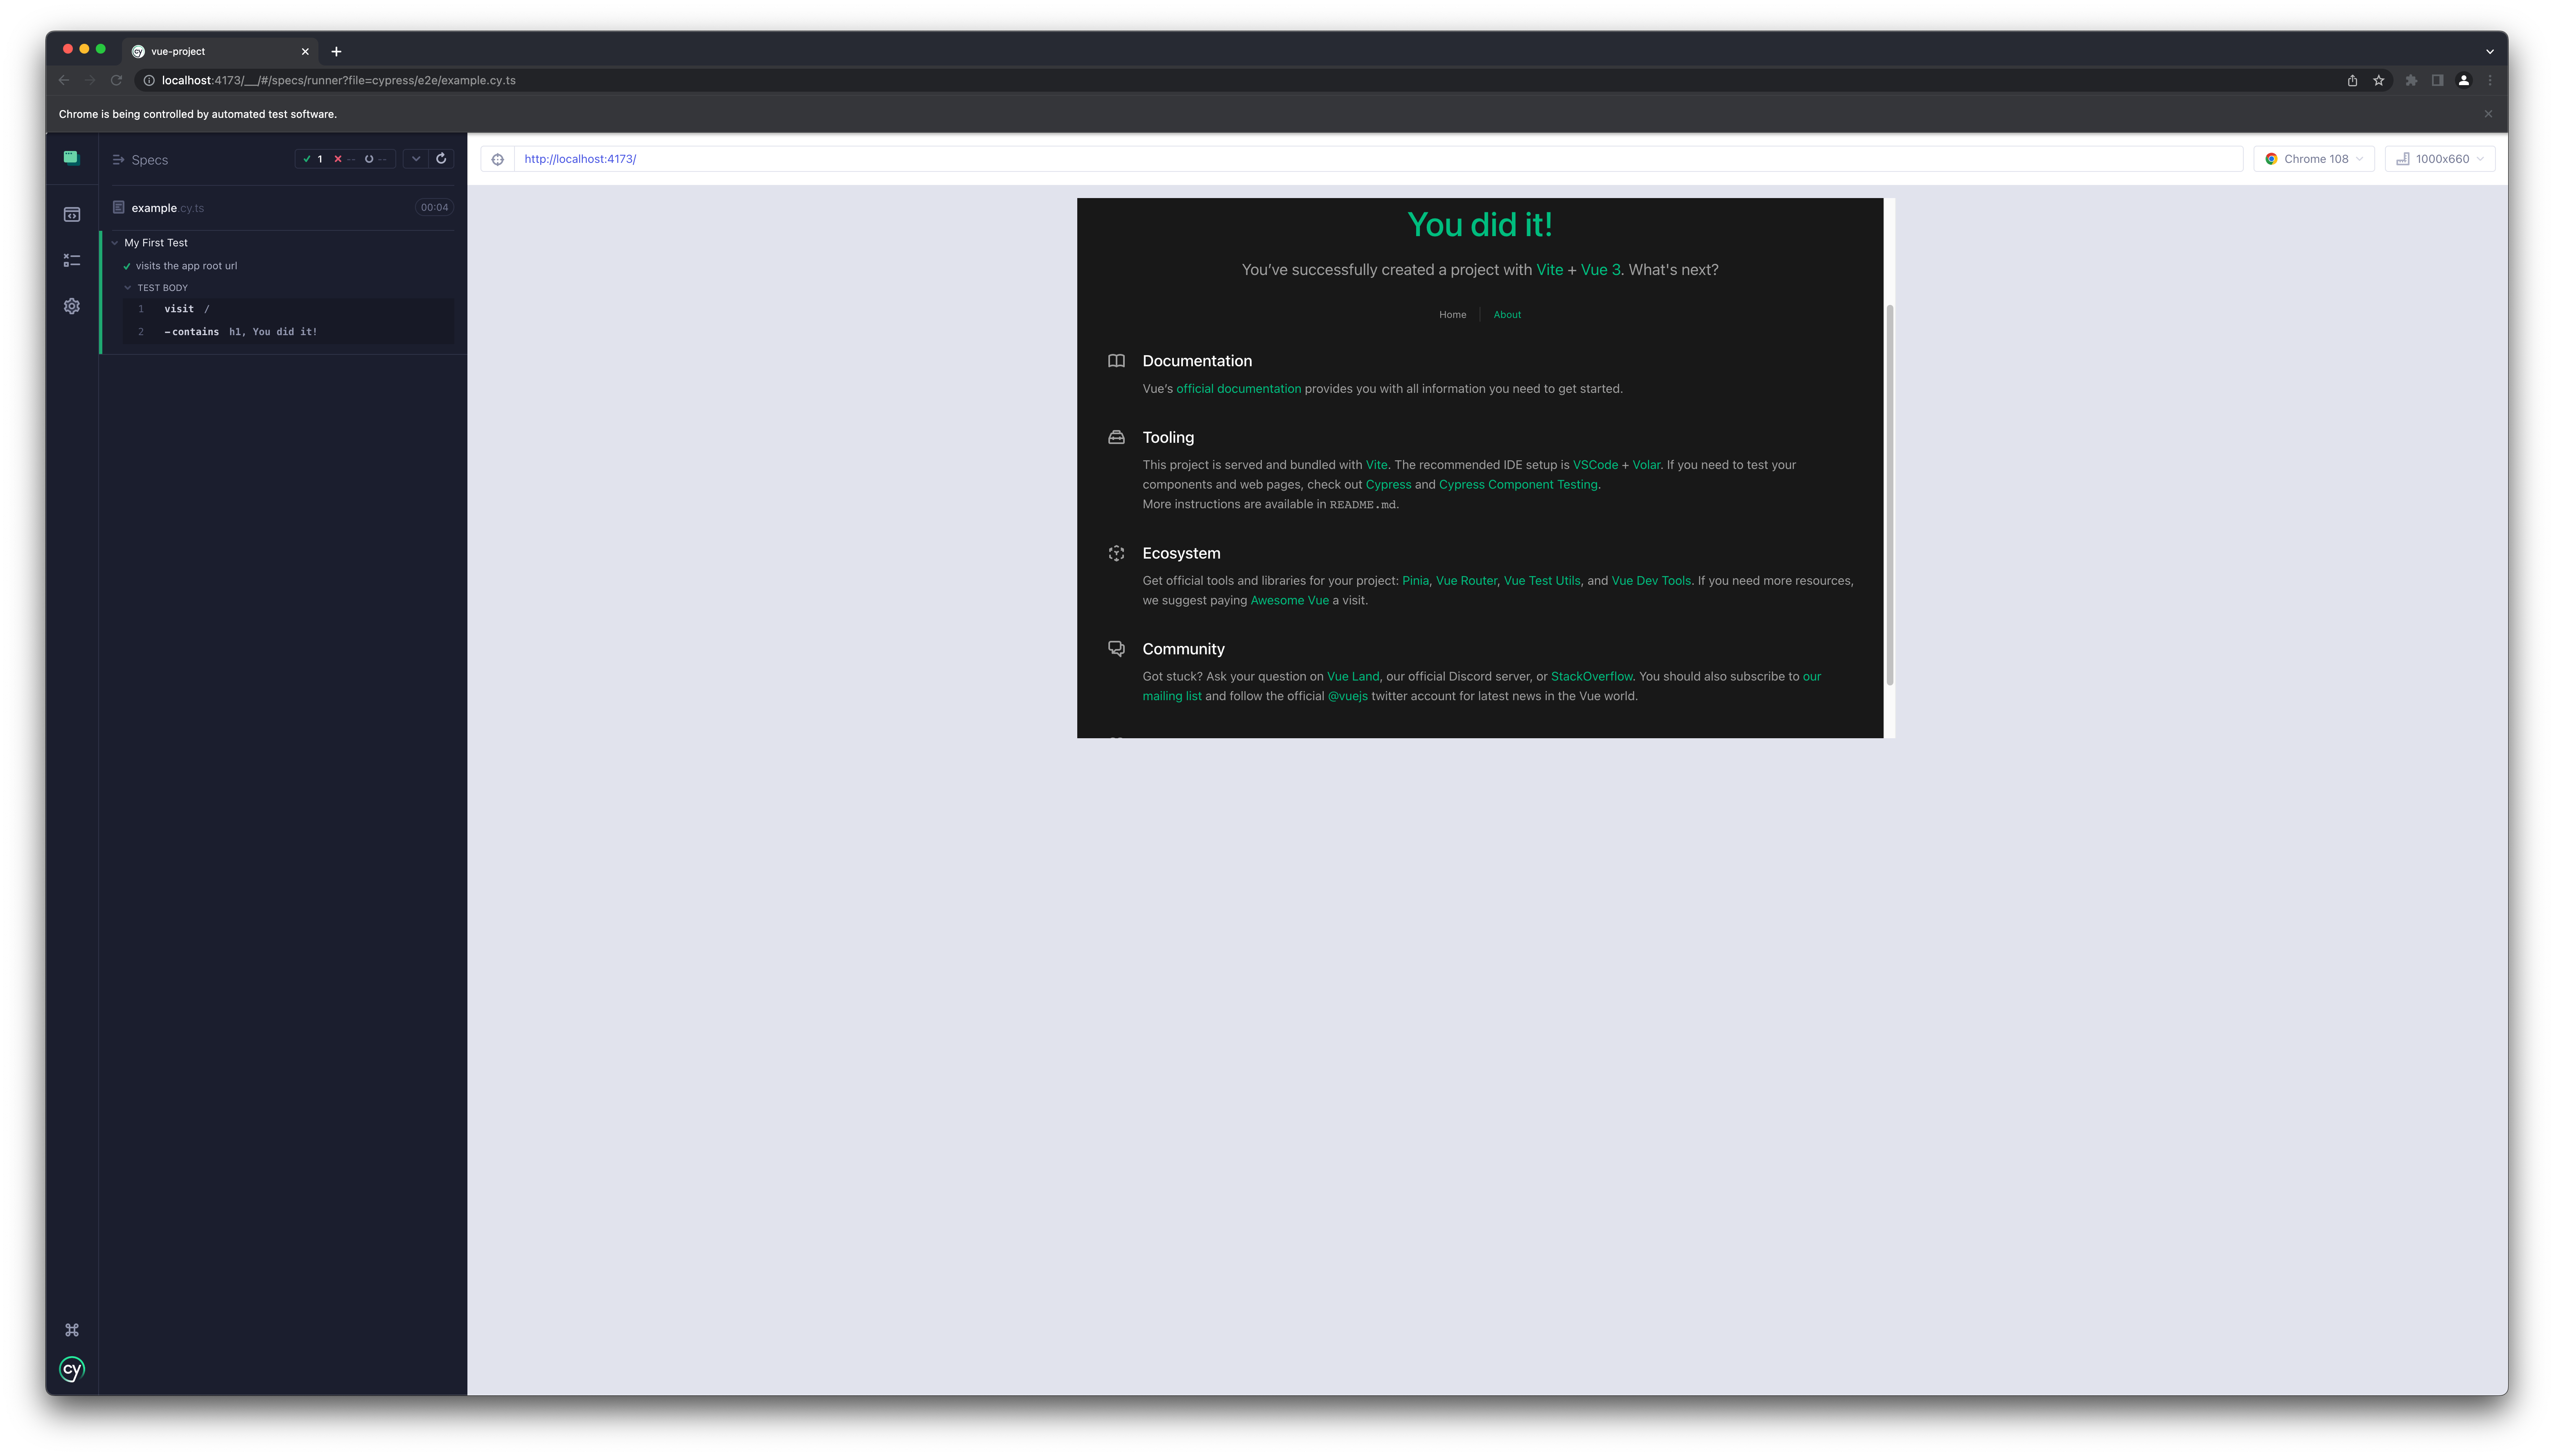 vue-project
localhost:4173/__/#/specs/runner?file=cypress/e2e/example.cy.ts
Chrome is being controlled by automated test software.
Specs
1 -- --
http://localhost:4173/
Chrome 108
1000x660
example.cy.ts
00:04
My First Test
visits the app root url
TEST BODY
1 visit /
2 -contains h1, You did it!
You did it!
You’ve successfully created a project with Vite + Vue 3. What's next?
Home
About
Documentation
Vue’s official documentation provides you with all information you need to get started.
Tooling
This project is served and bundled with Vite. The recommended IDE setup is VSCode + Volar. If you need to test your
components and web pages, check out Cypress and Cypress Component Testing.
More instructions are available in README.md.
Ecosystem
Get official tools and libraries for your project: Pinia, Vue Router, Vue Test Utils, and Vue Dev Tools. If you need more resources,
we suggest paying Awesome Vue a visit.
Community
Got stuck? Ask your question on Vue Land, our official Discord server, or StackOverflow. You should also subscribe to our
mailing list and follow the official @vuejs twitter account for latest news in the Vue world.
cy